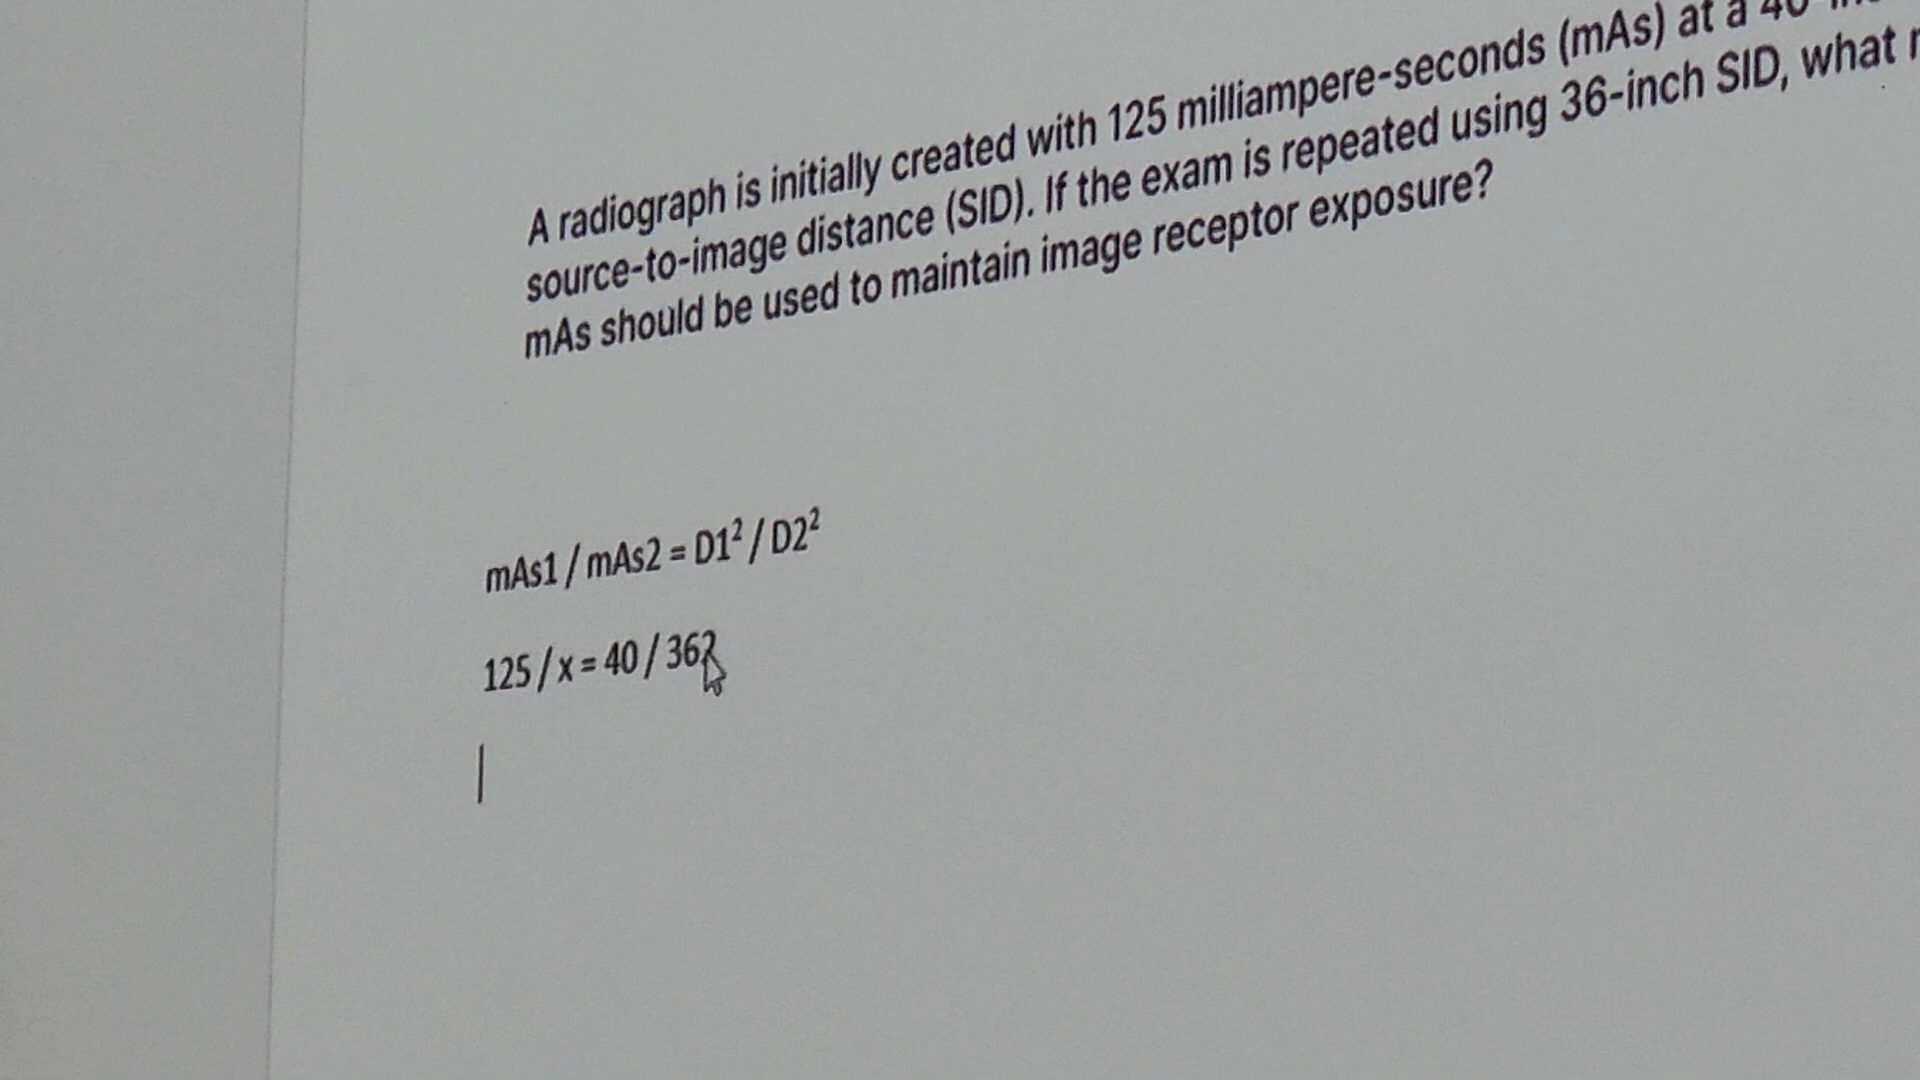 A radiograph is initially created with 125 milliampere-seconds (mAs) at a 40
source-to-image distance (SID). If the exam is repeated using 36-inch SID, what
mAs should be used to maintain image receptor exposure?
mAs1 / mAs2 = D1² / D2²
125 / x = 40 / 362